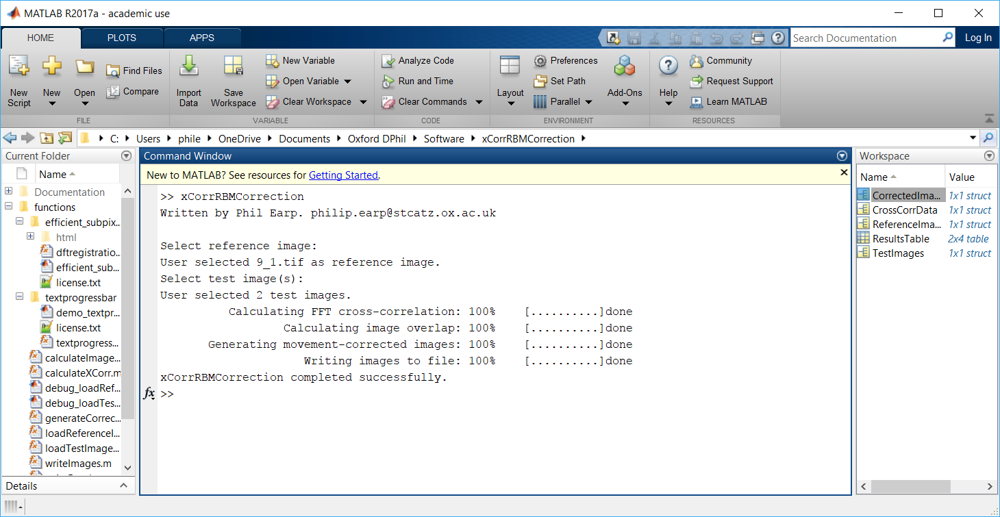 MATLAB R2017a - academic use
HOME PLOTS APPS
Search Documentation
Log In
New Script
New
Open
Find Files
Compare
FILE
Import Data
Save Workspace
New Variable
Open Variable
Clear Workspace
VARIABLE
Analyze Code
Run and Time
Clear Commands
CODE
Layout
Preferences
Set Path
Parallel
Add-Ons
ENVIRONMENT
Help
Community
Request Support
Learn MATLAB
RESOURCES
C: Users phile OneDrive Documents Oxford DPhil Software xCorrRBMCorrection
Current Folder
Name
Documentation
functions
efficient_subpix...
html
dftregistratio...
efficient_sub...
license.txt
textprogressbar
demo_textpr...
license.txt
textprogress...
calculateImage...
calculateXCorr.m
debug_loadRef...
debug_loadTes...
generateCorrec...
loadReferenceI...
loadTestImage...
writeImages.m
Details
Command Window
New to MATLAB? See resources for Getting Started.
>> xCorrRBMCorrection
Written by Phil Earp. philip.earp@stcatz.ox.ac.uk
Select reference image:
User selected 9_1.tif as reference image.
Select test image(s):
User selected 2 test images.
Calculating FFT cross-correlation: 100% [..........]done
Calculating image overlap: 100% [..........]done
Generating movement-corrected images: 100% [..........]done
Writing images to file: 100% [..........]done
xCorrRBMCorrection completed successfully.
fx >>
Workspace
Name Value
CorrectedIma... 1x1 struct
CrossCorrData 1x1 struct
ReferenceIma... 1x1 struct
ResultsTable 2x4 table
TestImages 1x1 struct